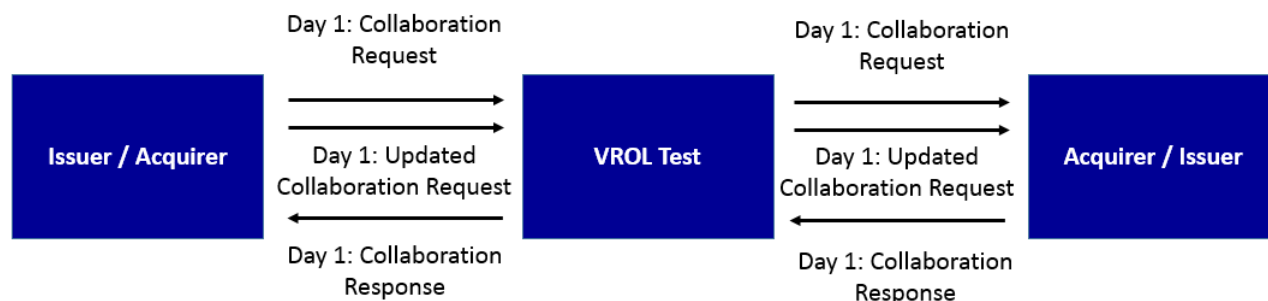 Day 1: Collaboration
Request
Day 1: Collaboration
Request
Issuer / Acquirer
Day 1: Updated
Collaboration Request
VROL Test
Day 1: Updated
Collaboration Request
Acquirer / Issuer
Day 1: Collaboration
Response
Day 1: Collaboration
Response